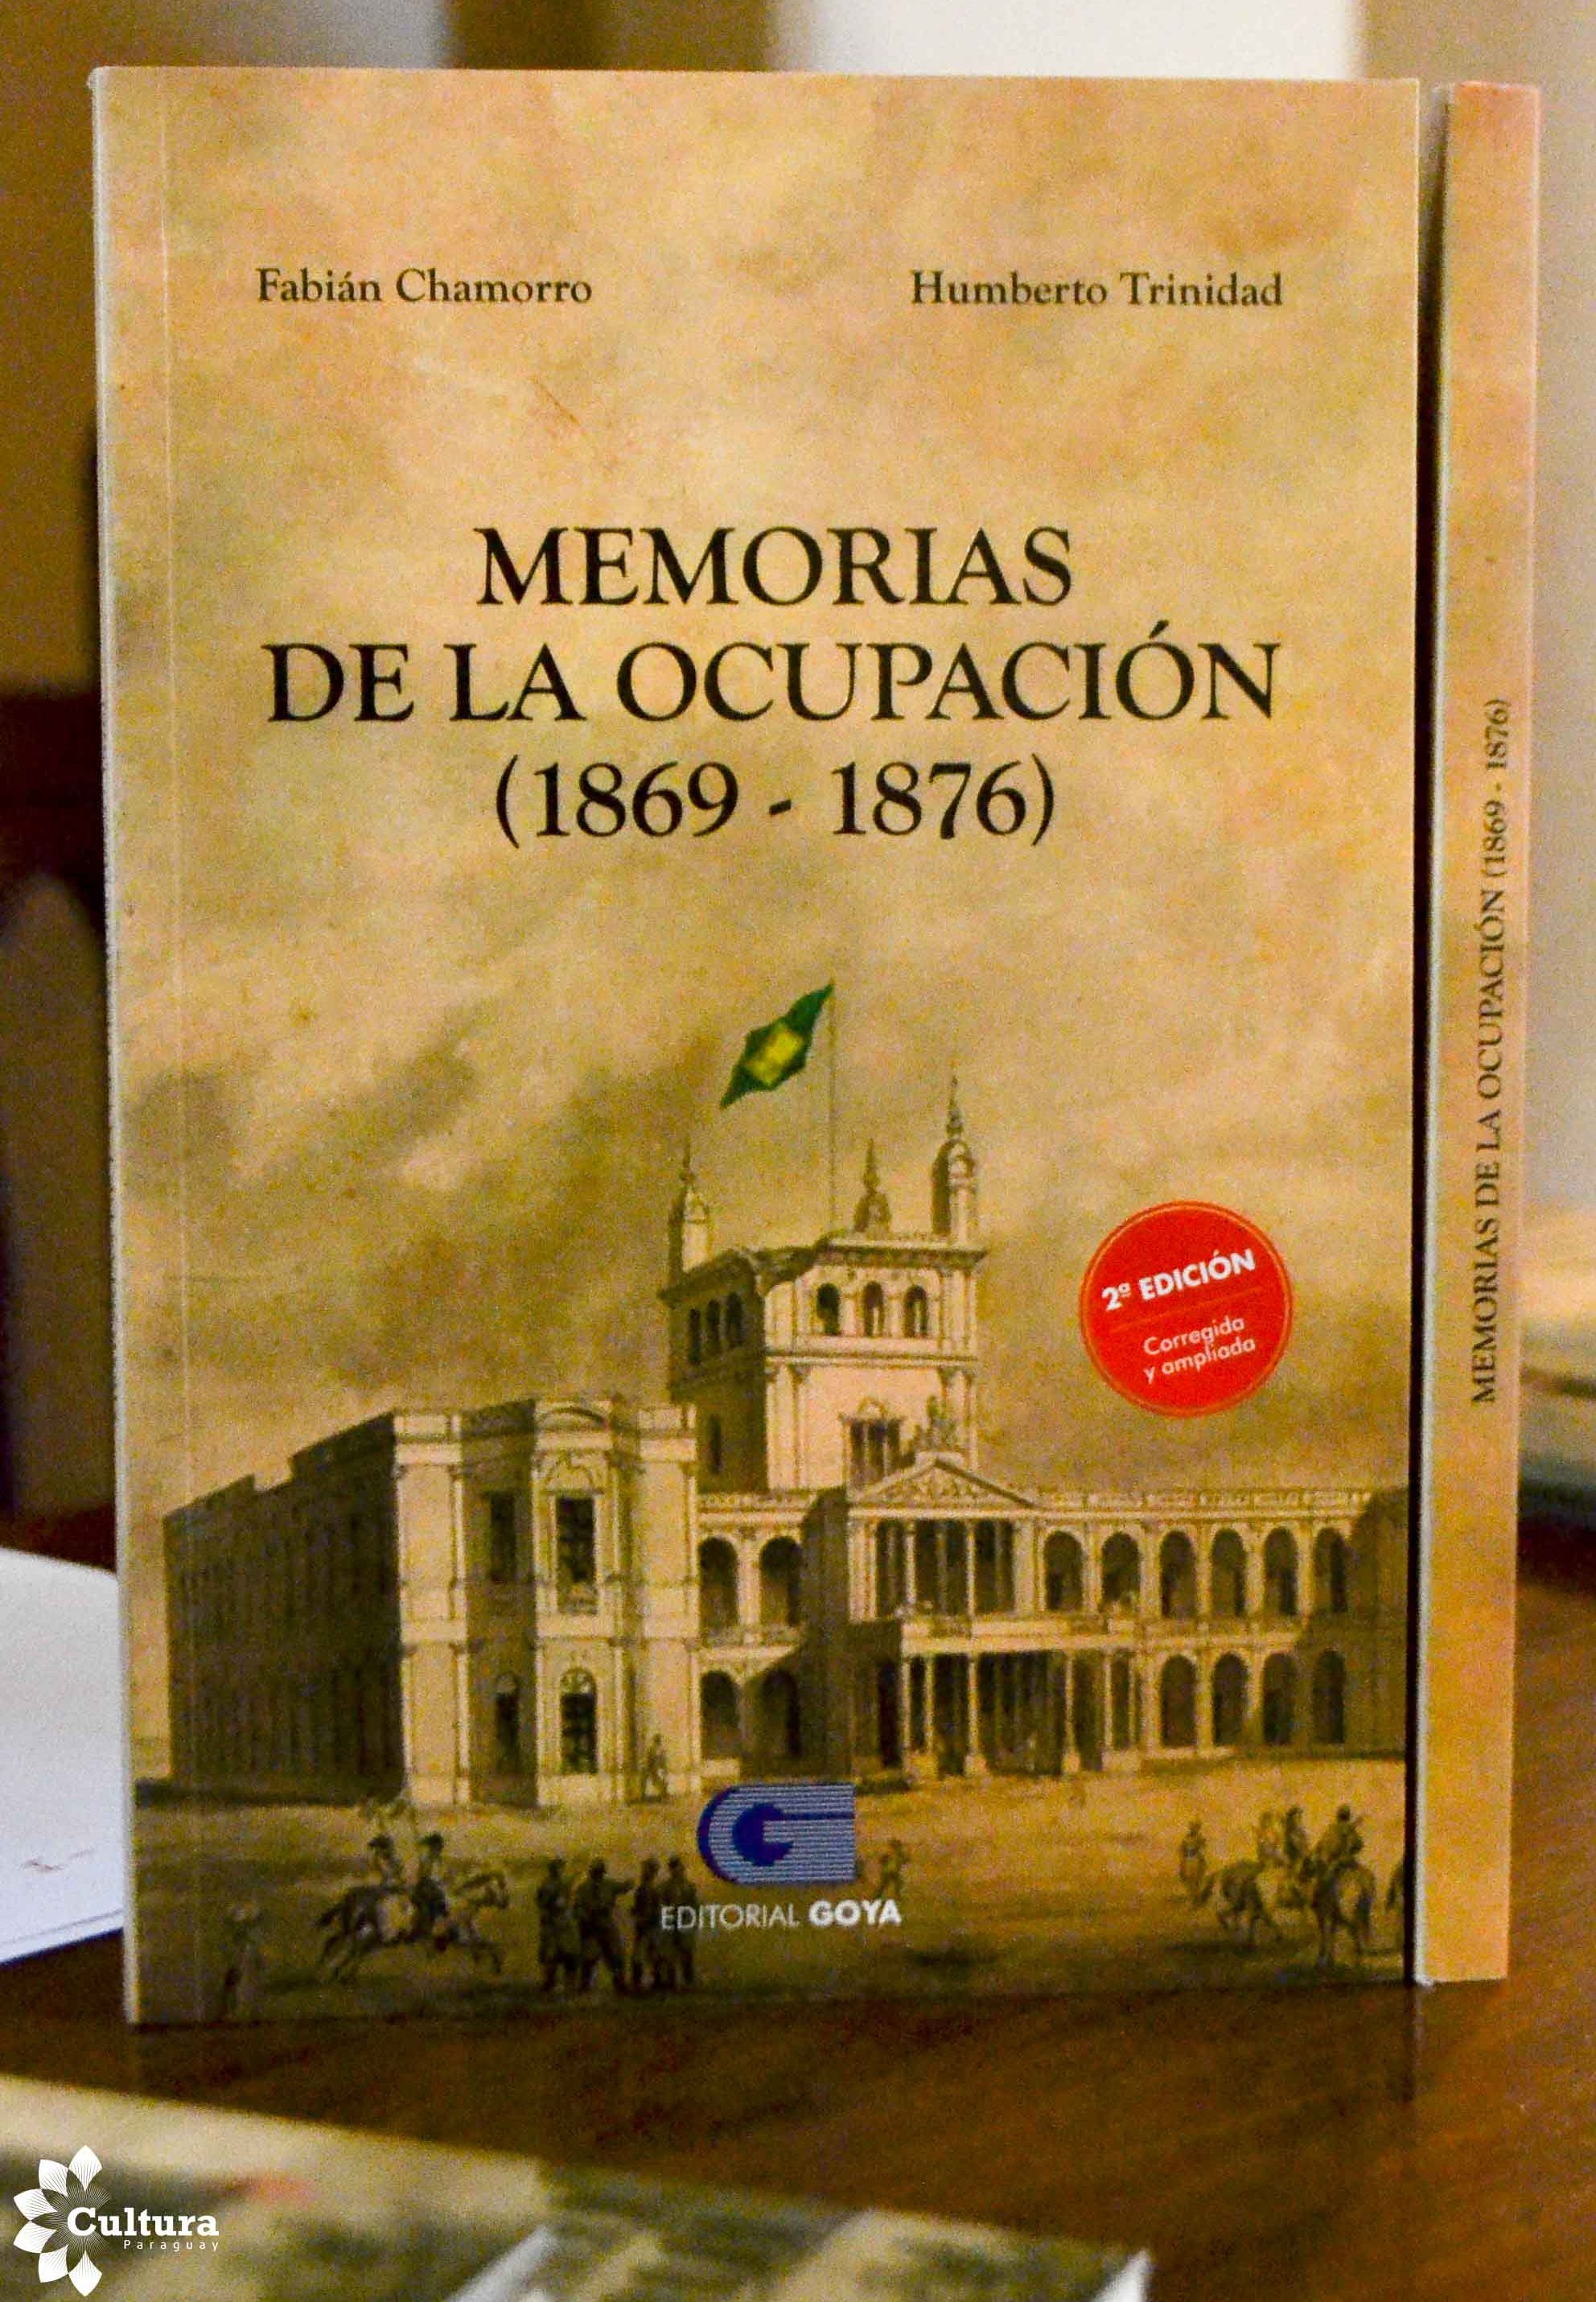 Fabián Chamorro
Humberto Trinidad
MEMORIAS
DE LA OCUPACIÓN
(1869 - 1876)
2ª EDICIÓN
Corregida
y ampliada
EDITORIAL GOYA
MEMORIAS DE LA OCUPACIÓN (1869 - 1876)
Cultura
Paraguay